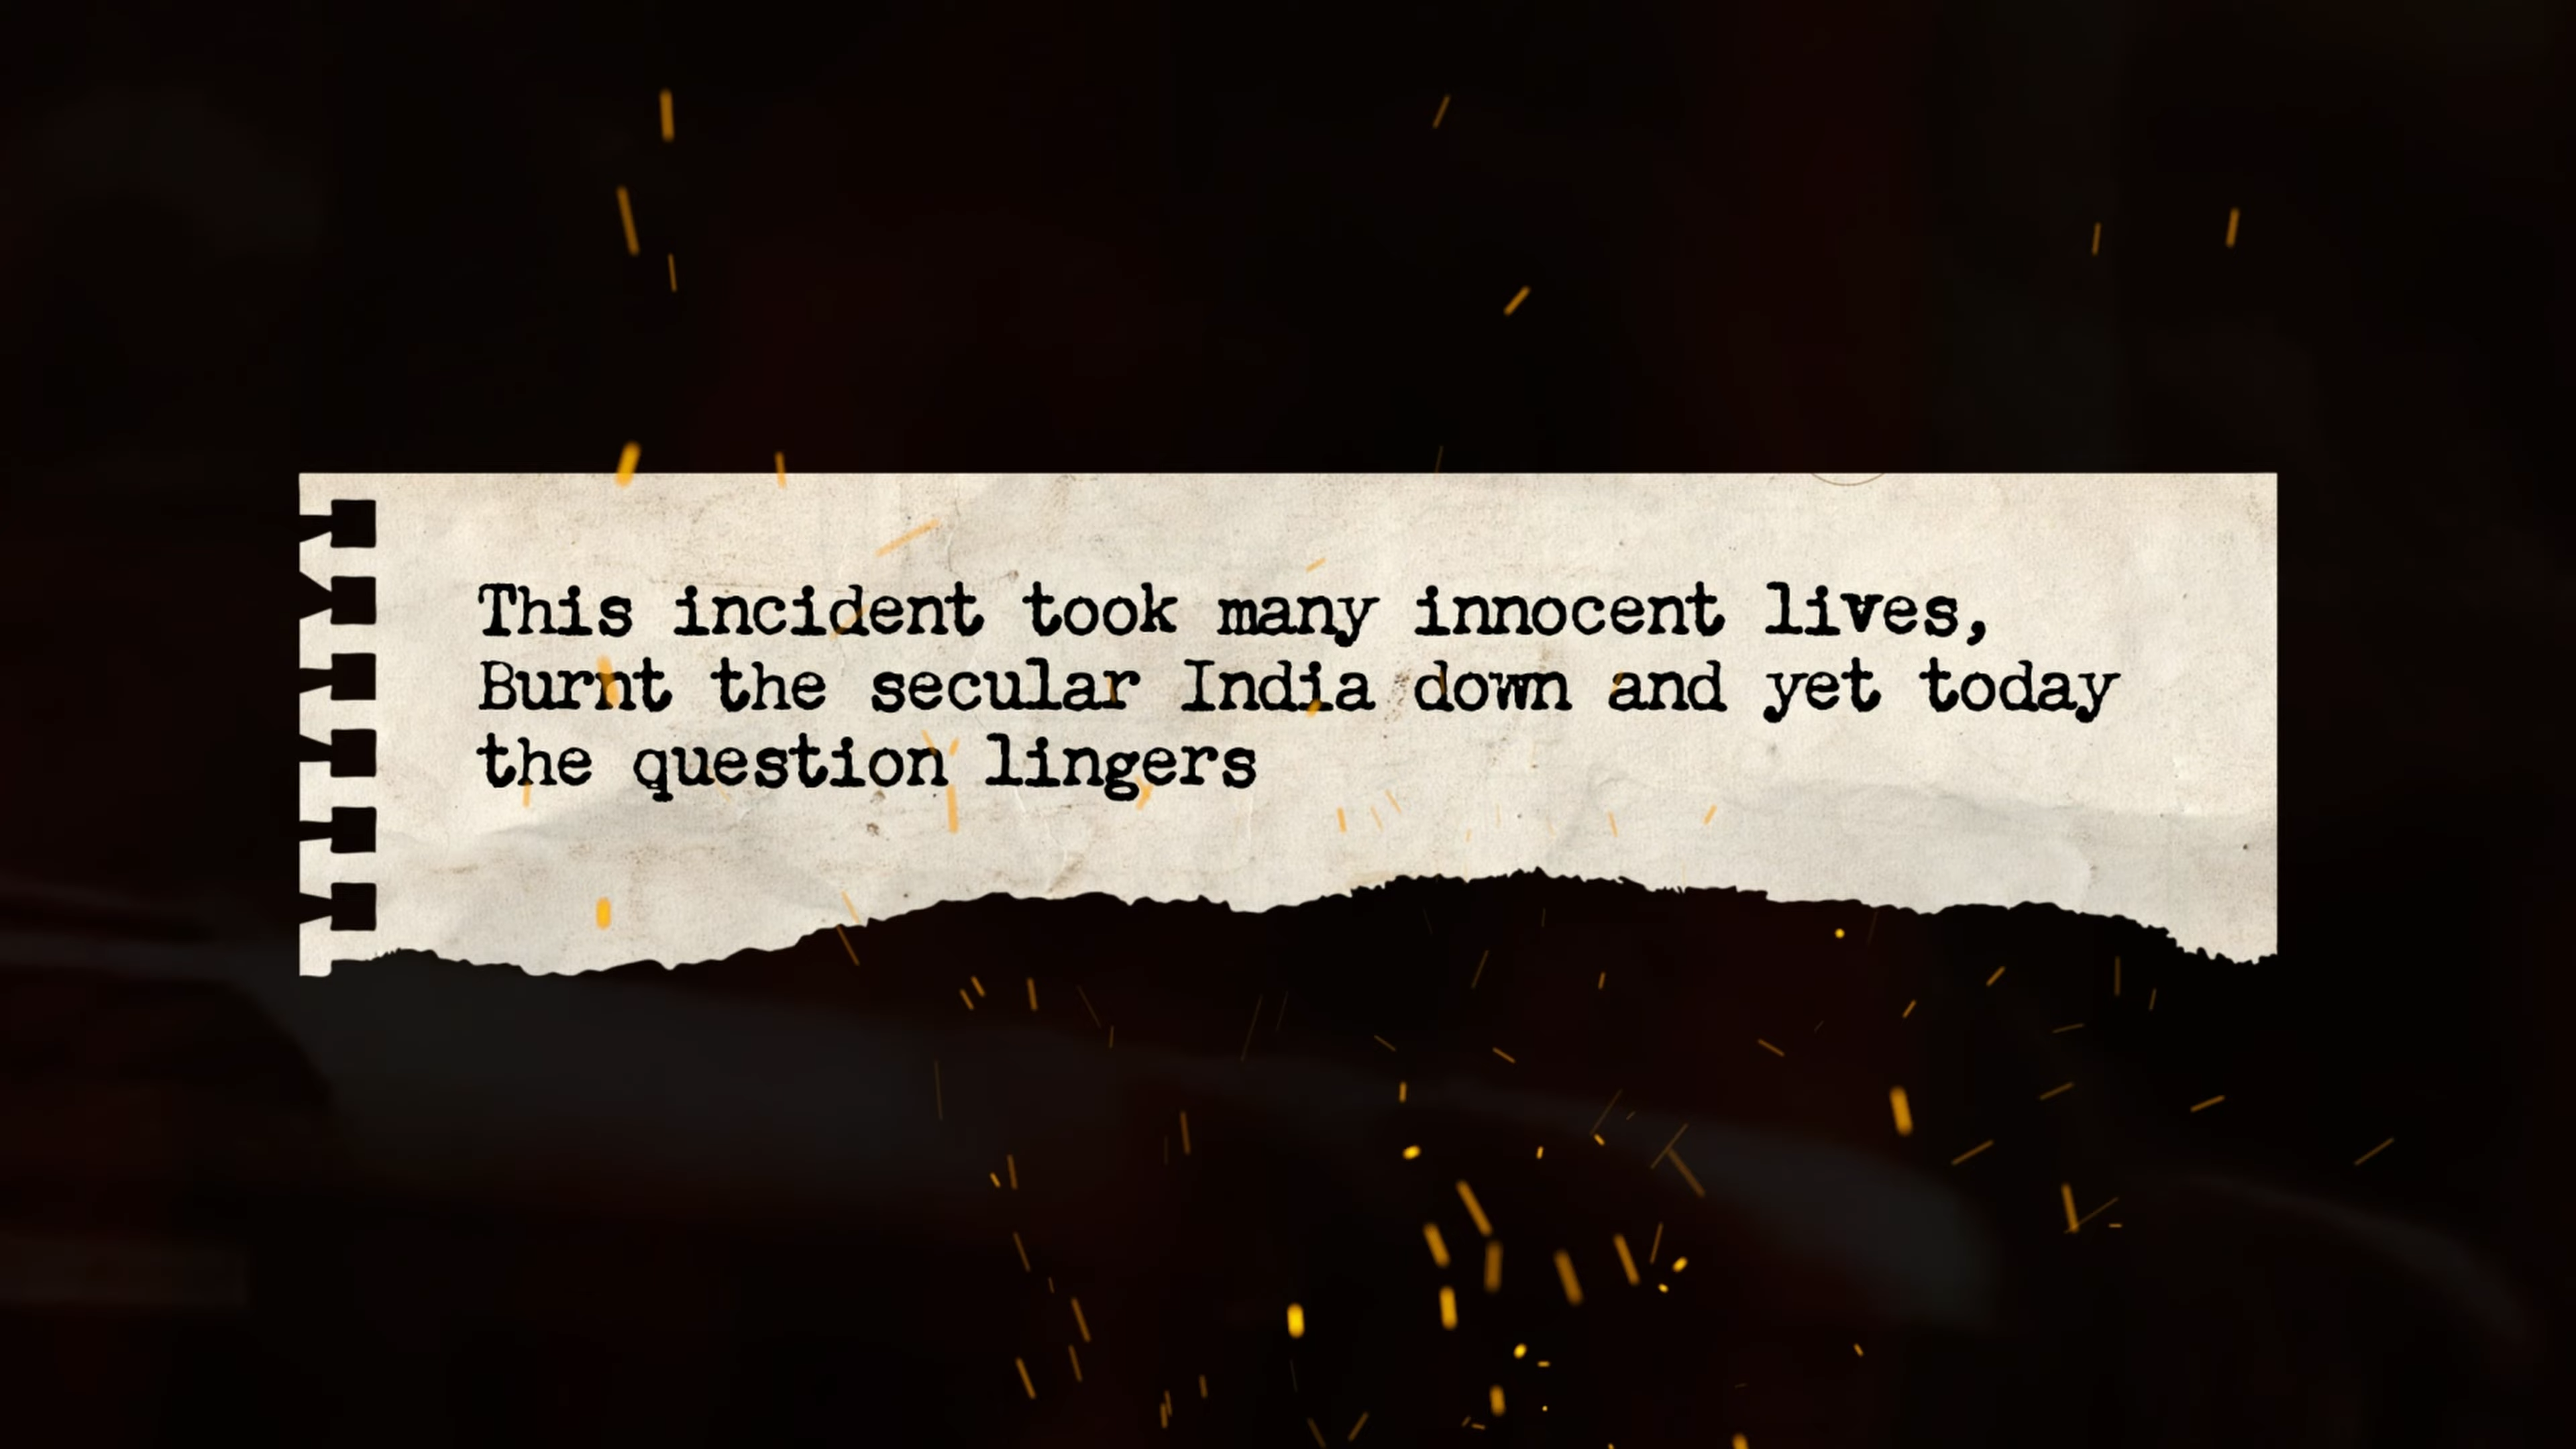 This incident took many innocent lives,
Burnt the secular India down and yet today
the question lingers